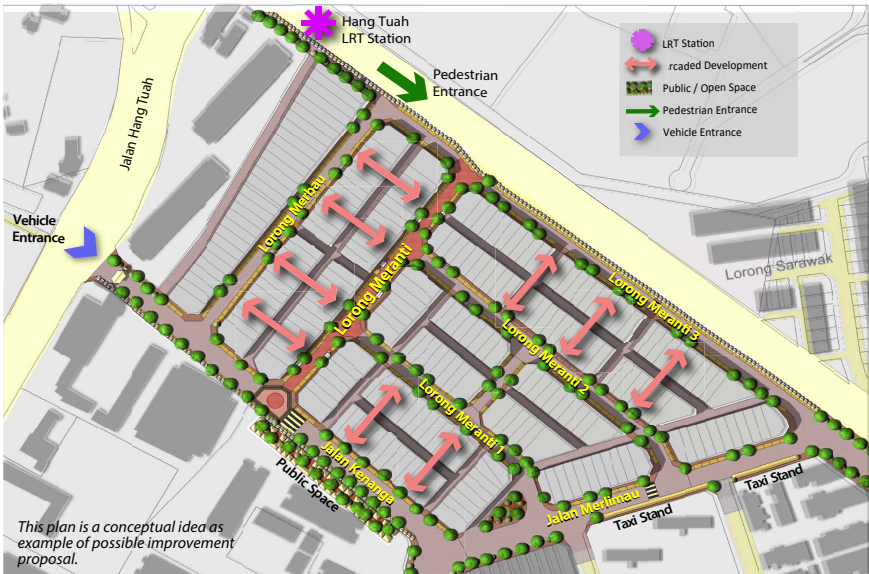 Hang Tuah
LRT Station
Pedestrian
Entrance
LRT Station
.rcaded Development
Public / Open Space
Pedestrian Entrance
Vehicle Entrance
Jalan Hang Tuah
Vehicle
Entrance
Lorong Merbau
Lorong Meranti
Lorong Sarawak
Lorong Meranti 3
Lorong Meranti 2
Lorong Meranti 1
Jalan Kenanga
Public Space
Jalan Merlimau
Taxi Stand
Taxi Stand
This plan is a conceptual idea as
example of possible improvement
proposal.